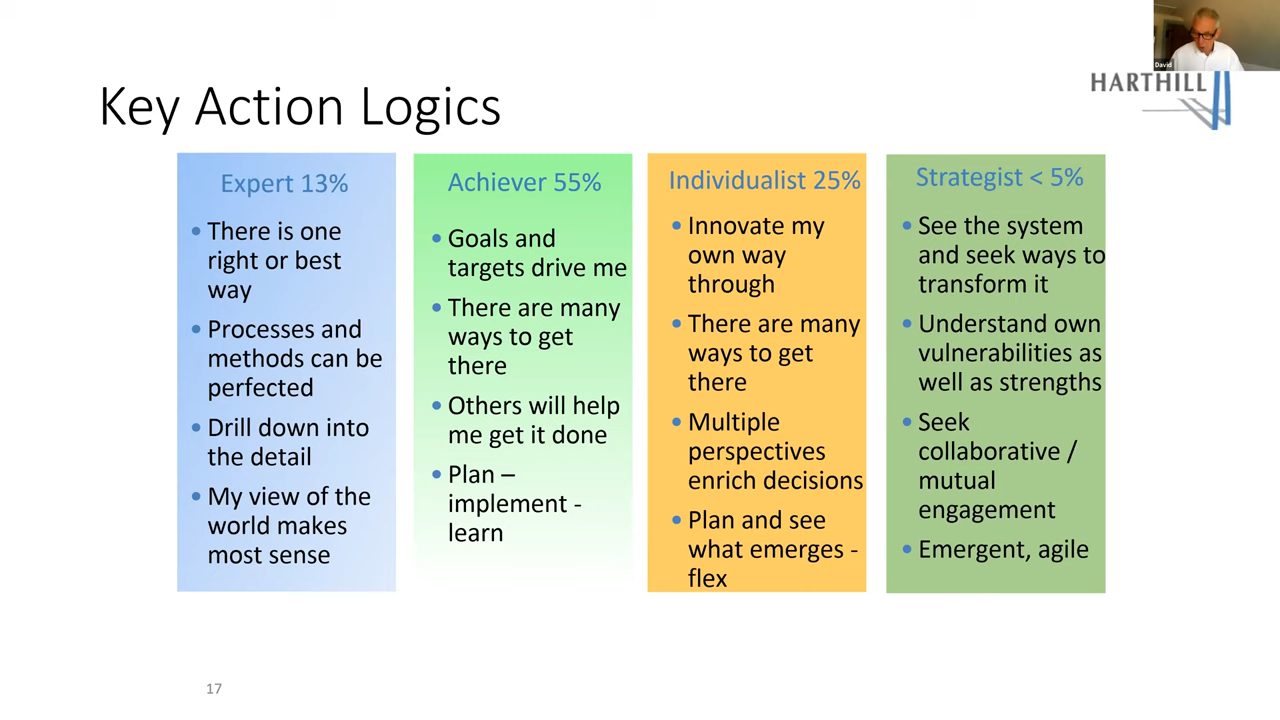 David
HARTHILL
Key Action Logics
Expert 13%
• There is one
right or best
way
• Processes and
methods can be
perfected
• Drill down into
the detail
• My view of the
world makes
most sense
Achiever 55%
• Goals and
targets drive me
• There are many
ways to get
there
• Others will help
me get it done
• Plan –
implement -
learn
Individualist 25%
• Innovate my
own way
through
• There are many
ways to get
there
• Multiple
perspectives
enrich decisions
• Plan and see
what emerges -
flex
Strategist < 5%
• See the system
and seek ways to
transform it
• Understand own
vulnerabilities as
well as strengths
• Seek
collaborative /
mutual
engagement
• Emergent, agile
17